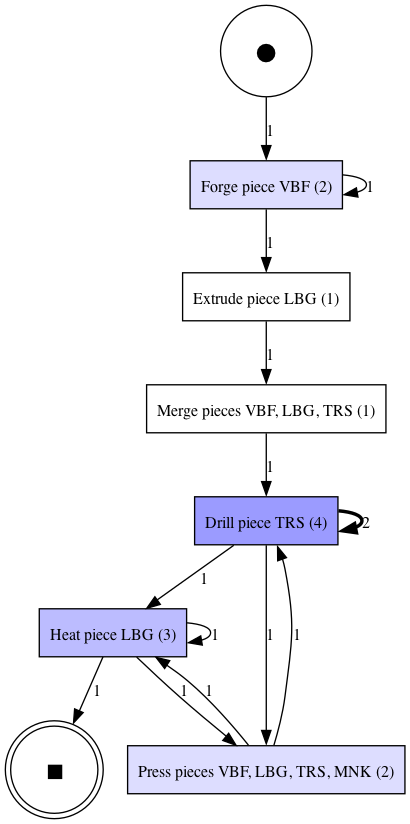 1
Forge piece VBF (2)
1
1
Extrude piece LBG (1)
1
Merge pieces VBF, LBG, TRS (1)
1
Drill piece TRS (4)
2
1
1
1
Heat piece LBG (3)
1
1
1
1
Press pieces VBF, LBG, TRS, MNK (2)